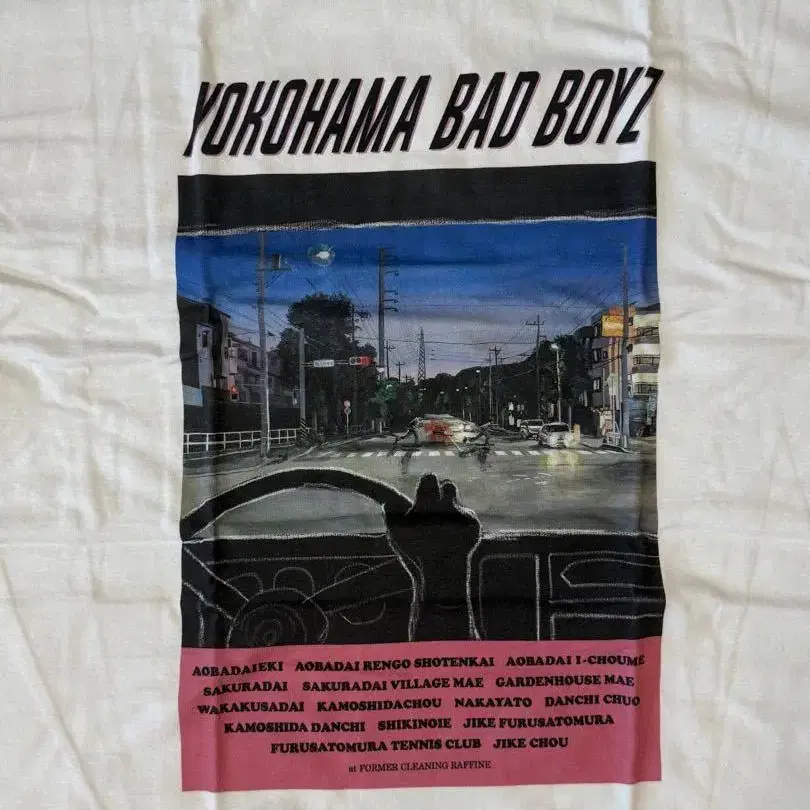 YOKOHAMA BAD BOYZ
AOBADAIEKI AOBADAI RENGO SHOTENKAI AOBADAI 1-CHOUME
SAKURADAI SAKURADAI VILLAGE MAE GARDENHOUSE MAE
WAKAKUSADAI KAMOSHIDACHOU NAKAYATO DANCHI CHUO
KAMOSHIDA DANCHI SHIKINOIE JIKE FURUSATOMURA
FURUSATOMURA TENNIS CLUB JIKE CHOU
at FORMER CLEANING RAFFINE